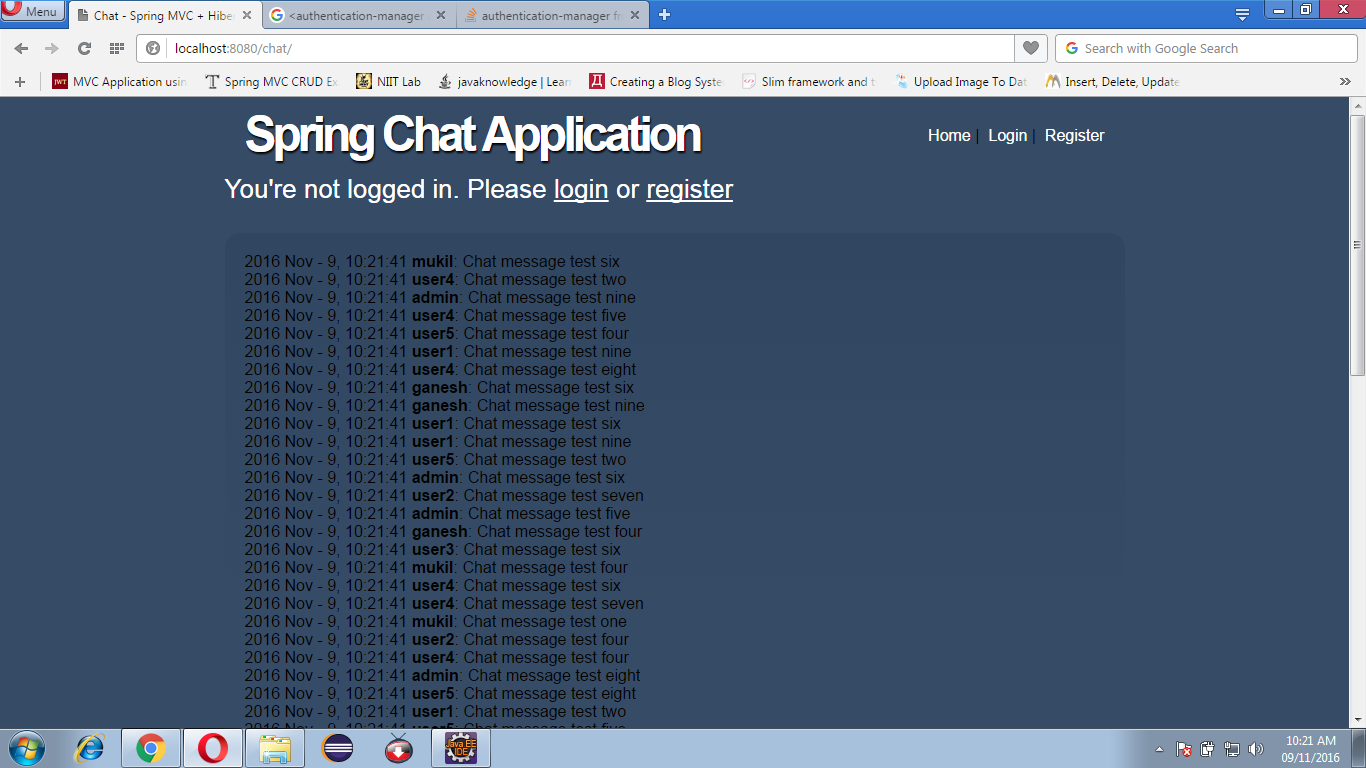 Menu
Chat - Spring MVC + Hibe
<authentication-manager
authentication-manager fr
localhost:8080/chat/
Search with Google Search
JWT MVC Application usin
Spring MVC CRUD Ex
NIIT Lab
javaknowledge | Lear
Creating a Blog Syste
Slim framework and t
Upload Image To Dat
Insert, Delete, Update
Spring Chat Application
Home | Login | Register
You're not logged in. Please login or register
2016 Nov - 9, 10:21:41 mukil: Chat message test six
2016 Nov - 9, 10:21:41 user4: Chat message test two
2016 Nov - 9, 10:21:41 admin: Chat message test nine
2016 Nov - 9, 10:21:41 user4: Chat message test five
2016 Nov - 9, 10:21:41 user5: Chat message test four
2016 Nov - 9, 10:21:41 user1: Chat message test nine
2016 Nov - 9, 10:21:41 user4: Chat message test eight
2016 Nov - 9, 10:21:41 ganesh: Chat message test six
2016 Nov - 9, 10:21:41 ganesh: Chat message test nine
2016 Nov - 9, 10:21:41 user1: Chat message test six
2016 Nov - 9, 10:21:41 user1: Chat message test nine
2016 Nov - 9, 10:21:41 user5: Chat message test two
2016 Nov - 9, 10:21:41 admin: Chat message test six
2016 Nov - 9, 10:21:41 user2: Chat message test seven
2016 Nov - 9, 10:21:41 admin: Chat message test five
2016 Nov - 9, 10:21:41 ganesh: Chat message test four
2016 Nov - 9, 10:21:41 user3: Chat message test six
2016 Nov - 9, 10:21:41 mukil: Chat message test four
2016 Nov - 9, 10:21:41 user4: Chat message test six
2016 Nov - 9, 10:21:41 user4: Chat message test seven
2016 Nov - 9, 10:21:41 mukil: Chat message test one
2016 Nov - 9, 10:21:41 user2: Chat message test four
2016 Nov - 9, 10:21:41 user4: Chat message test four
2016 Nov - 9, 10:21:41 admin: Chat message test eight
2016 Nov - 9, 10:21:41 user5: Chat message test eight
2016 Nov - 9, 10:21:41 user1: Chat message test two
2016 Nov - 9, 10:21:41 user5: Chat message test five
Java EE
IDE
10:21 AM
09/11/2016